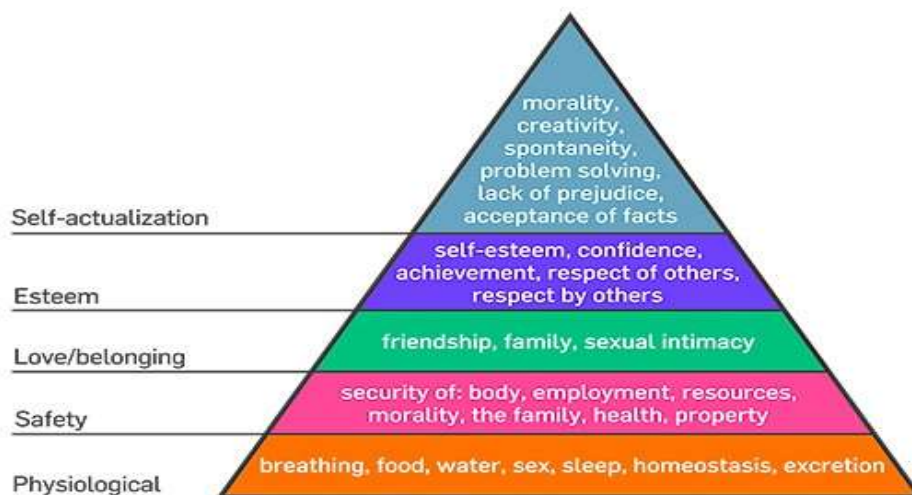 morality,
creativity,
spontaneity,
problem solving,
lack of prejudice,
acceptance of facts
Self-actualization
self-esteem, confidence,
achievement, respect of others,
respect by others
Esteem
friendship, family, sexual intimacy
Love/belonging
security of: body, employment, resources,
morality, the family, health, property
Safety
breathing, food, water, sex, sleep, homeostasis, excretion
Physiological